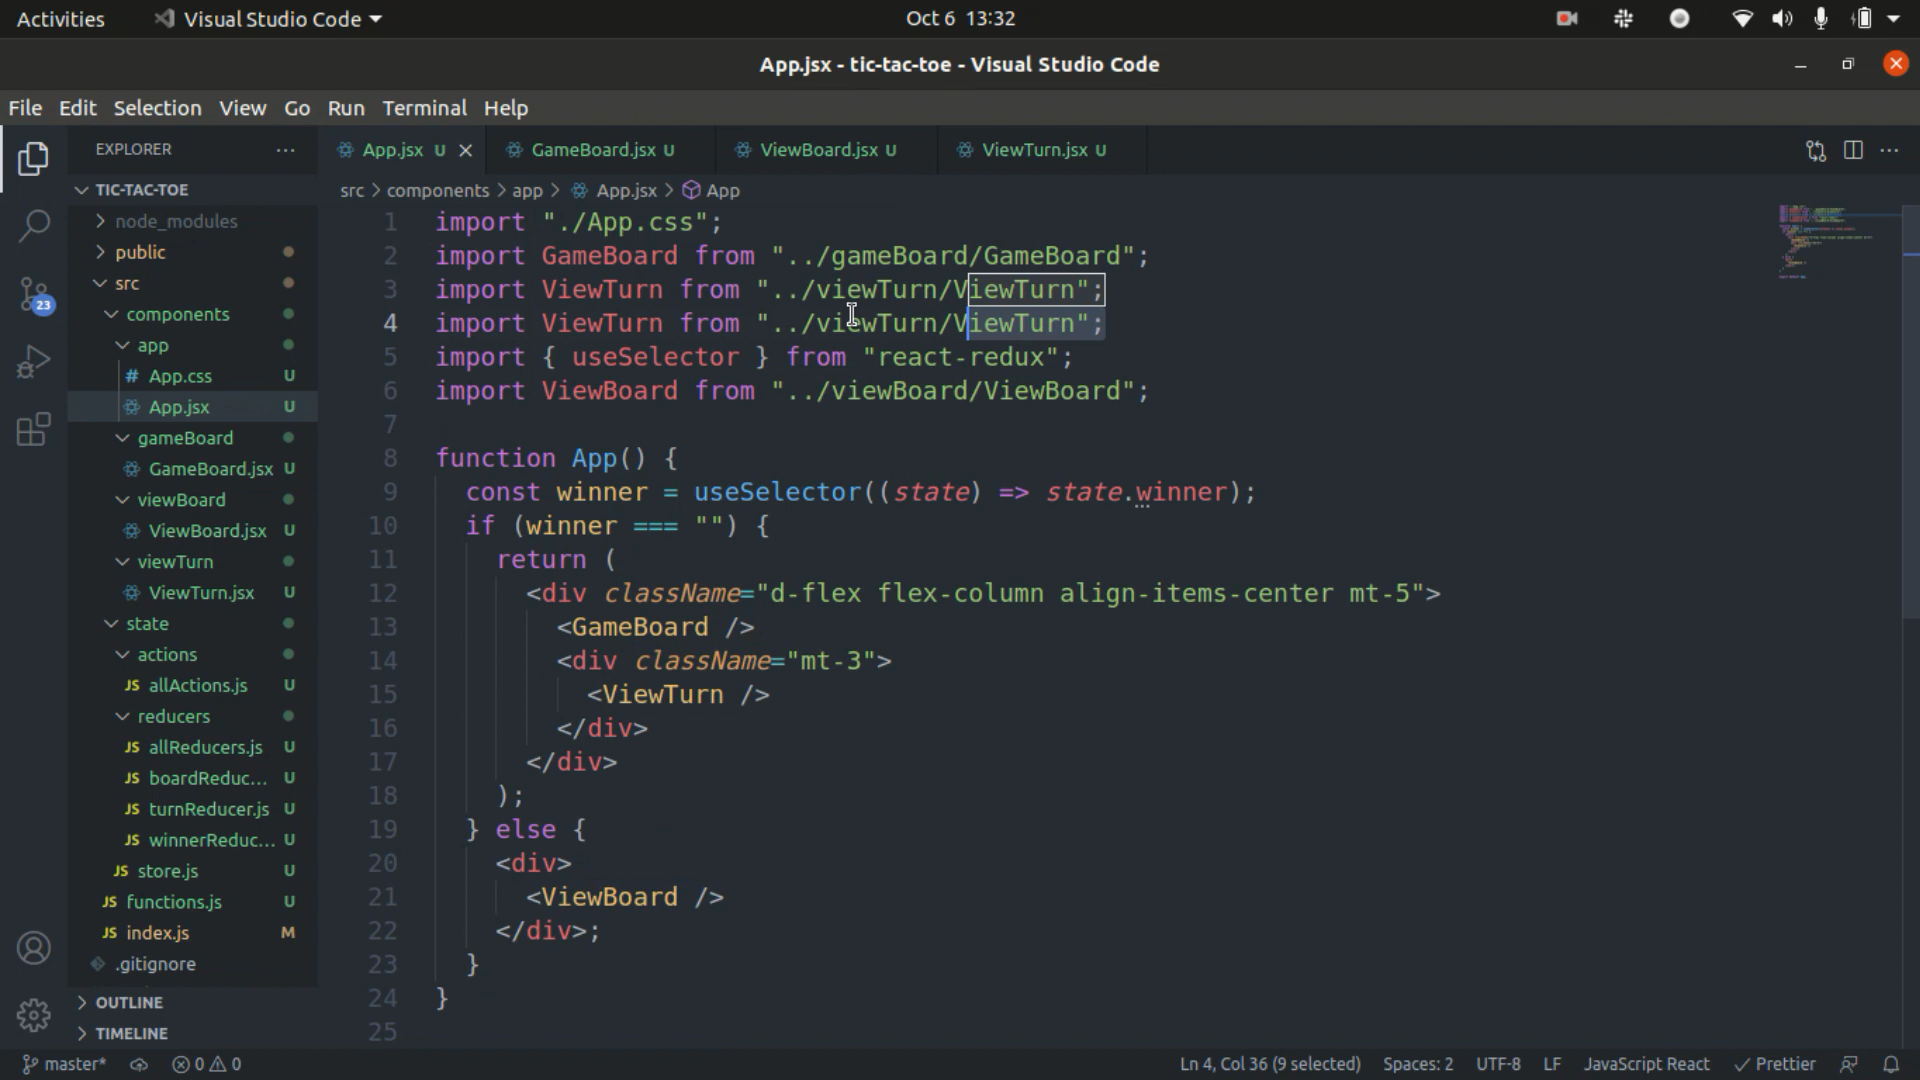 Activities Visual Studio Code Oct 6 13:32
App.jsx - tic-tac-toe - Visual Studio Code
File Edit Selection View Go Run Terminal Help
EXPLORER ···
TIC-TAC-TOE
node_modules
public
src
components
app
# App.css U
App.jsx U
gameBoard
GameBoard.jsx U
viewBoard
ViewBoard.jsx U
viewTurn
ViewTurn.jsx U
state
actions
JS allActions.js U
reducers
JS allReducers.js U
JS boardReduc... U
JS turnReducer.js U
JS winnerReduc... U
JS store.js U
JS functions.js U
JS index.js M
.gitignore
OUTLINE
TIMELINE
23
App.jsx U GameBoard.jsx U ViewBoard.jsx U ViewTurn.jsx U
src > components > app > App.jsx > App
1 import "./App.css";
2 import GameBoard from "../gameBoard/GameBoard";
3 import ViewTurn from "../viewTurn/ViewTurn";
4 import ViewTurn from "../viewTurn/ViewTurn";
5 import { useSelector } from "react-redux";
6 import ViewBoard from "../viewBoard/ViewBoard";
7
8 function App() {
9 const winner = useSelector((state) => state.winner);
10 if (winner === "") {
11 return (
12 <div className="d-flex flex-column align-items-center mt-5">
13 <GameBoard />
14 <div className="mt-3">
15 <ViewTurn />
16 </div>
17 </div>
18 );
19 } else {
20 <div>
21 <ViewBoard />
22 </div>;
23 }
24 }
25
master* 0 0 Ln 4, Col 36 (9 selected) Spaces: 2 UTF-8 LF JavaScript React Prettier